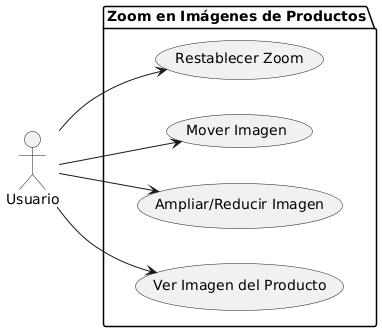 Zoom en Imágenes de Productos
Restablecer Zoom
Mover Imagen
Usuario
Ampliar/Reducir Imagen
Ver Imagen del Producto